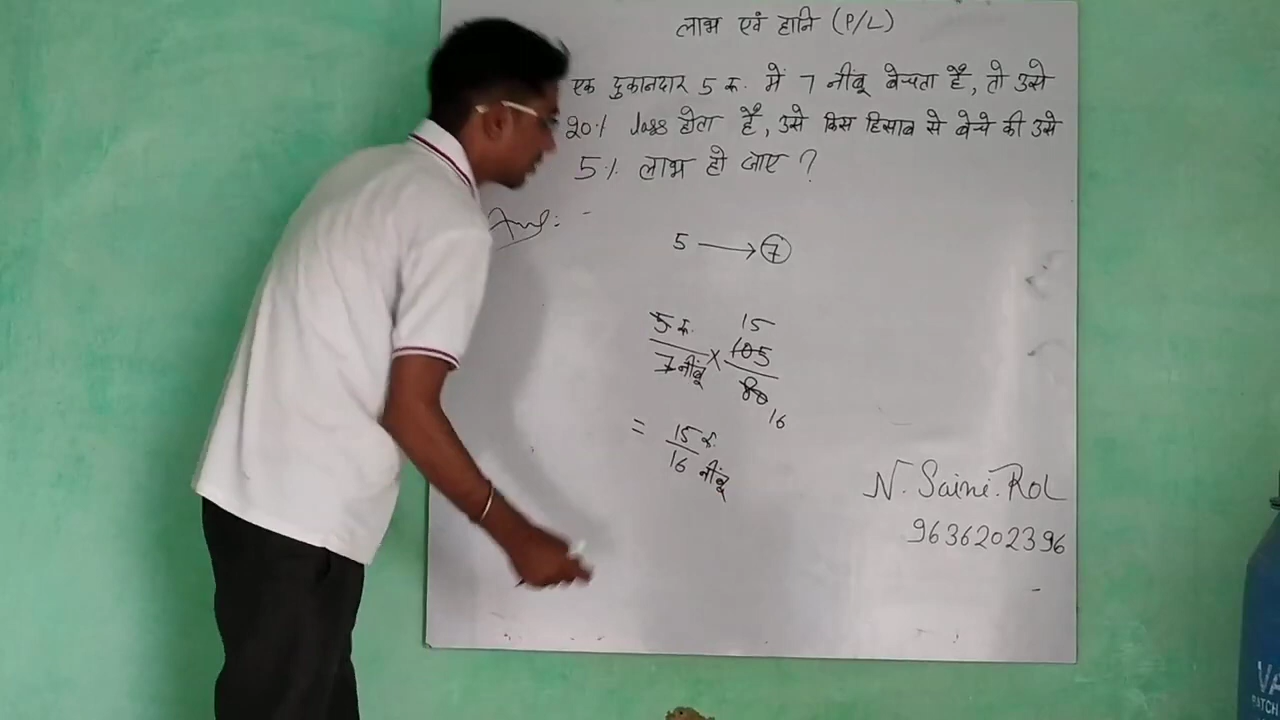 लाभ एवं हानि (P/L)
एक दुकानदार 5 रु. में 7 नींबू बेचता है, तो उसे
20% loss होता है, उसे किस हिसाब से बेचे की उसे
5% लाभ हो जाए ?
Ans: -
5 → 7
5 रु. 15
7 नींबू × 105
80
16
= 15 रु.
16 नींबू
N. Saini. Rol
9636202396